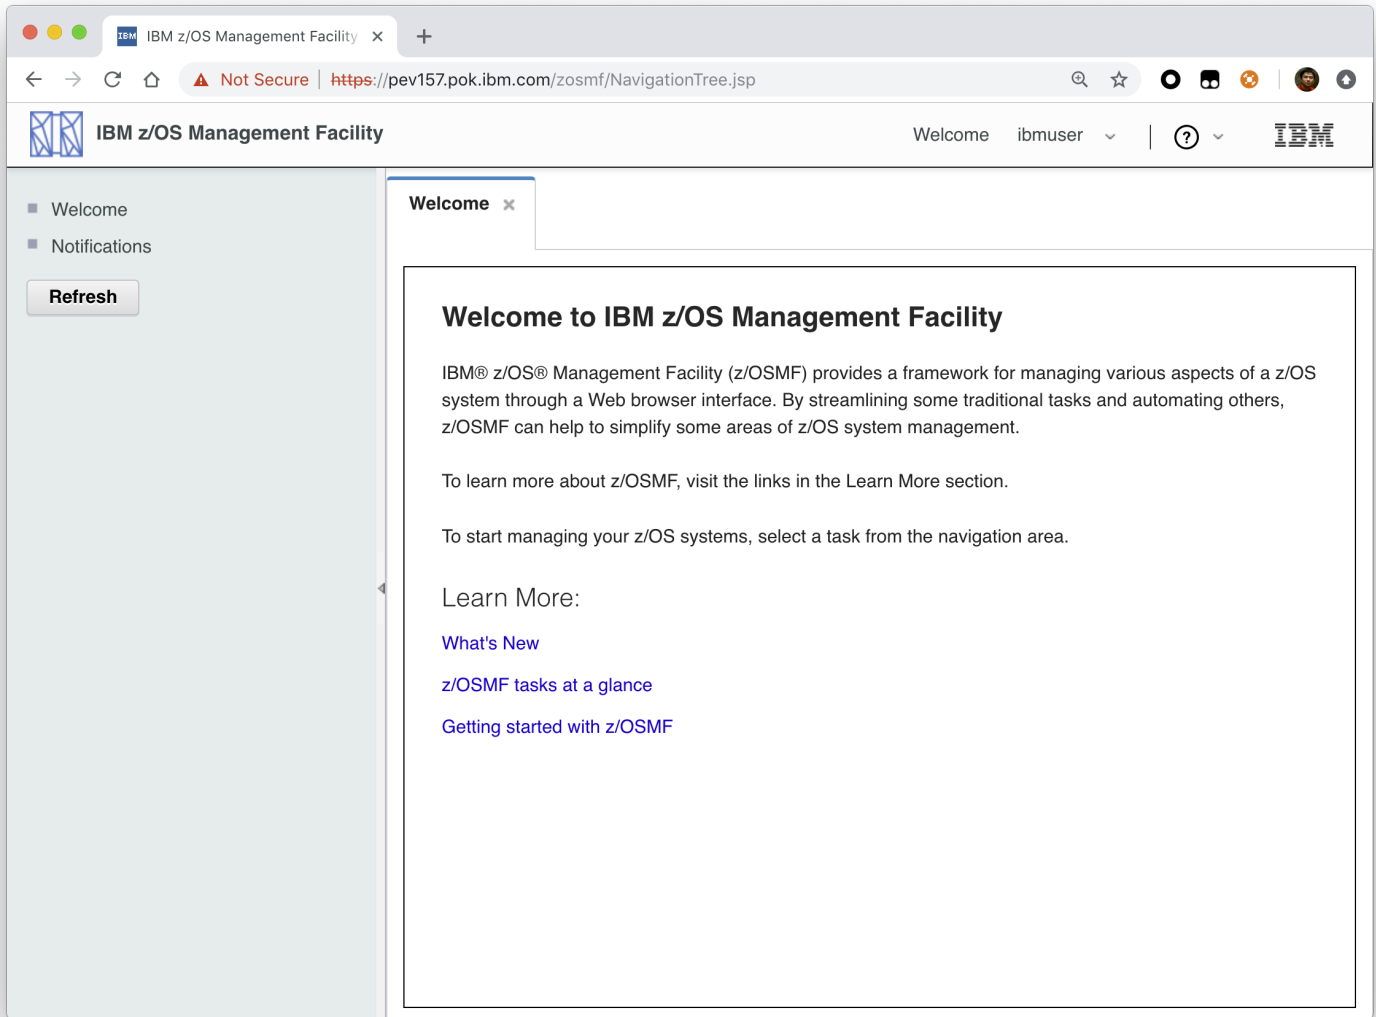 IBM
IBM z/OS Management Facility
Not Secure
https://pev157.pok.ibm.com/zosmf/NavigationTree.jsp
IBM z/OS Management Facility
Welcome ibmuser
?
IBM
Welcome
Notifications
Refresh
Welcome
Welcome to IBM z/OS Management Facility
IBM® z/OS® Management Facility (z/OSMF) provides a framework for managing various aspects of a z/OS
system through a Web browser interface. By streamlining some traditional tasks and automating others,
z/OSMF can help to simplify some areas of z/OS system management.
To learn more about z/OSMF, visit the links in the Learn More section.
To start managing your z/OS systems, select a task from the navigation area.
Learn More:
What's New
z/OSMF tasks at a glance
Getting started with z/OSMF